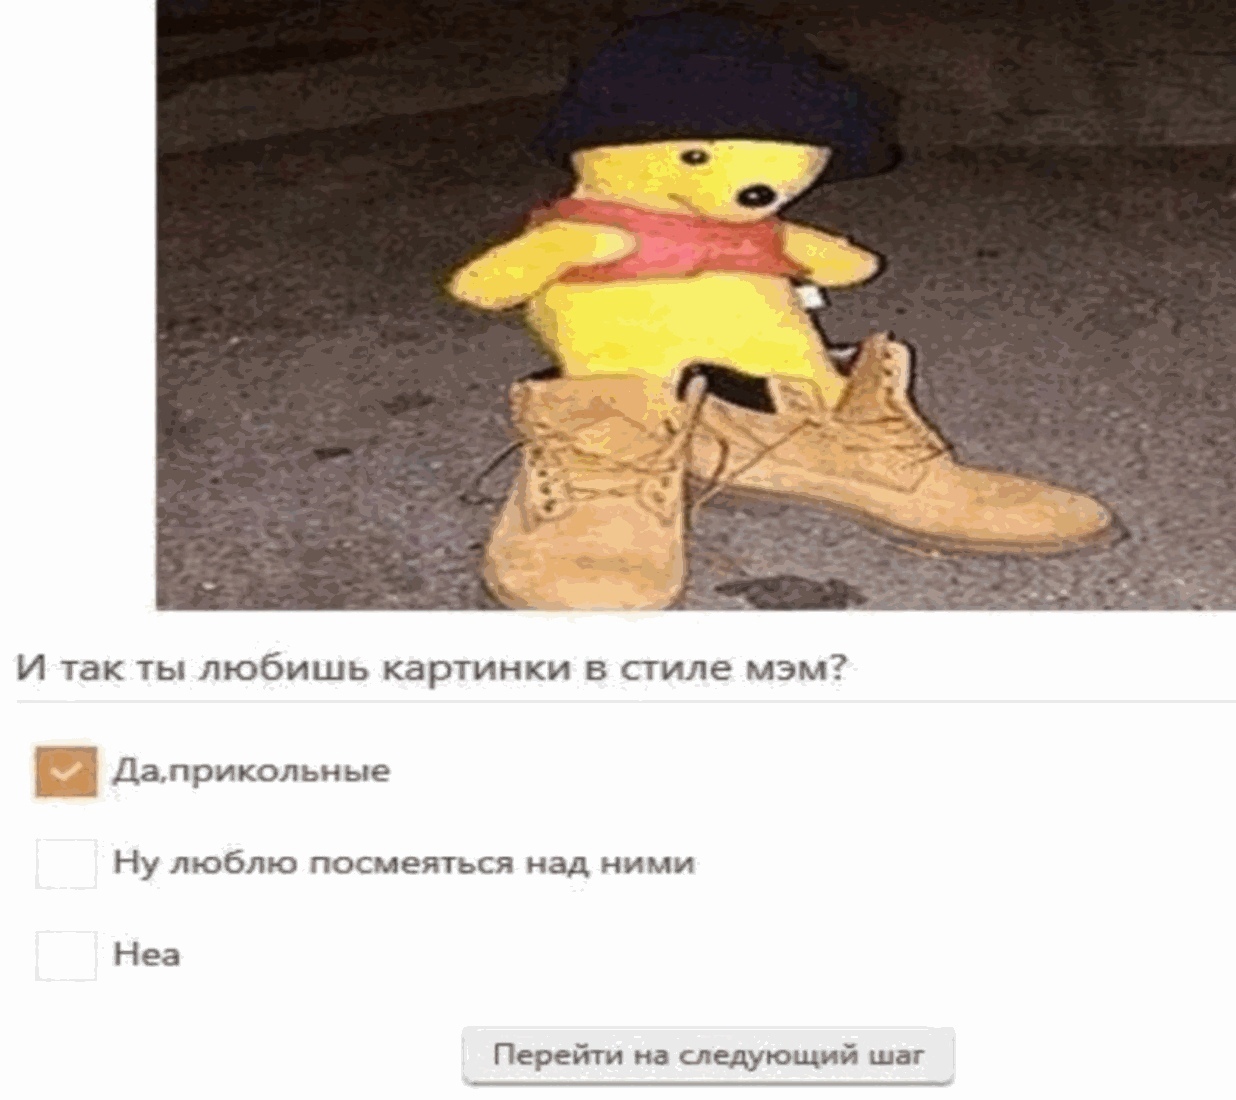 И так ты любишь картинки в стиле мэм?
Да,прикольные
Ну люблю посмеяться над ними
Неа
Перейти на следующий шаг